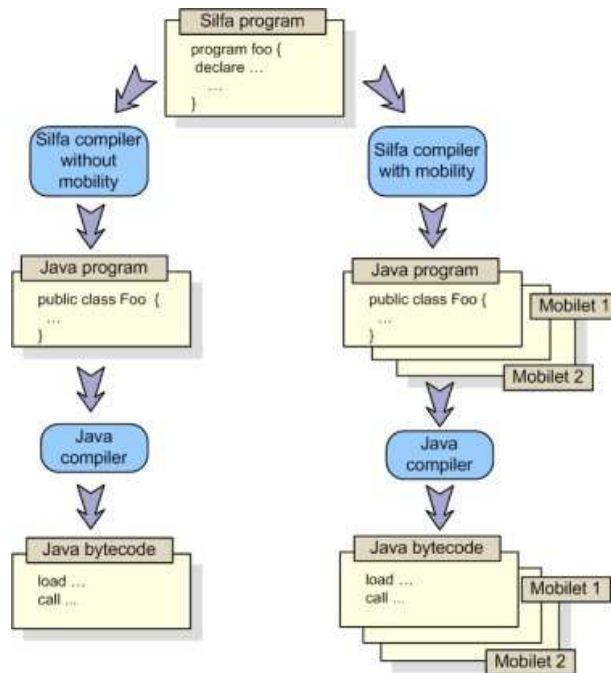 Silfa program
program foo {
declare …
…
}
Silfa compiler
without
mobility
Silfa compiler
with mobility
Java program
public class Foo {
…
}
Java program
public class Foo {
…
}
Mobilet 1
Mobilet 2
Java
compiler
Java
compiler
Java bytecode
load …
call ...
Java bytecode
load …
call ...
Mobilet 1
Mobilet 2